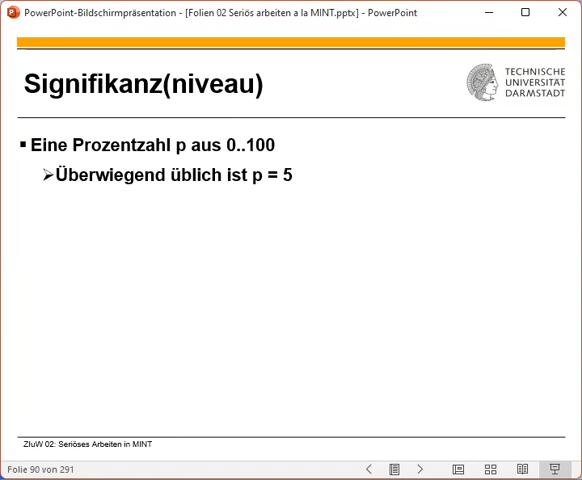 PowerPoint-Bildschirmpräsentation - [Folien 02 Seriös arbeiten a la MINT.pptx] - PowerPoint
Signifikanz(niveau)
TECHNISCHE
UNIVERSITÄT
DARMSTADT
▪ Eine Prozentzahl p aus 0..100
➢Überwiegend üblich ist p = 5
ZIuW 02: Seriöses Arbeiten in MINT
Folie 90 von 291